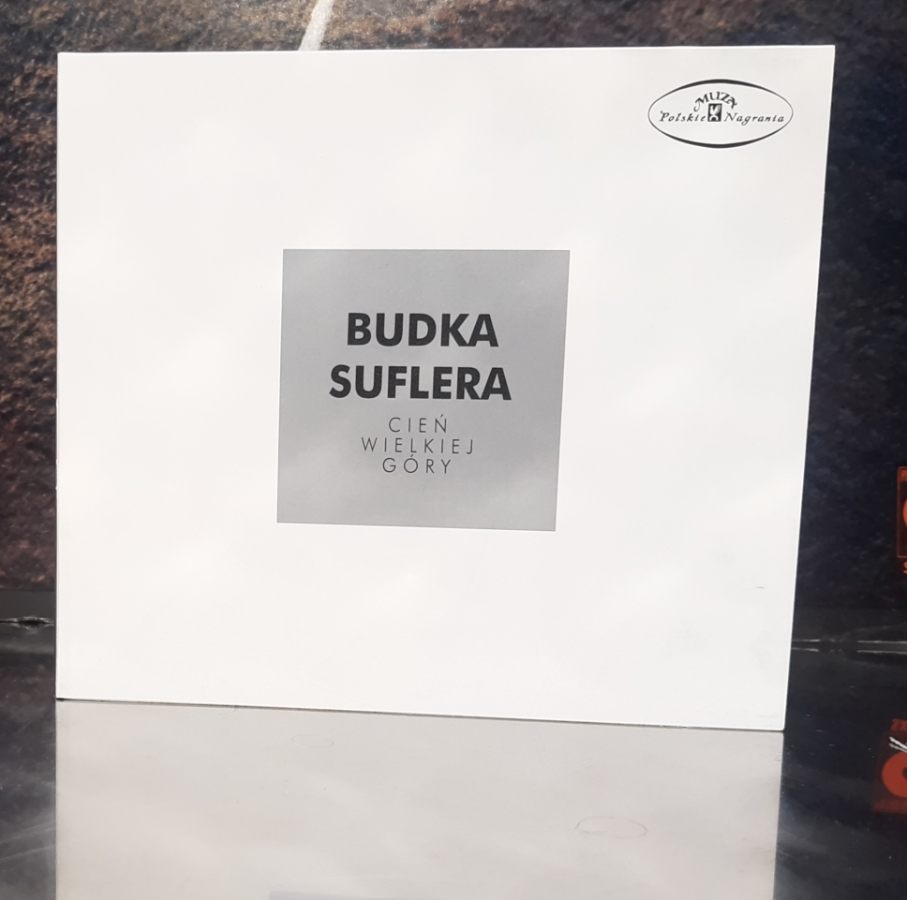 MUZA
Polskie Nagrania
BUDKA
SUFLERA
CIEŃ
WIELKIEJ
GÓRY